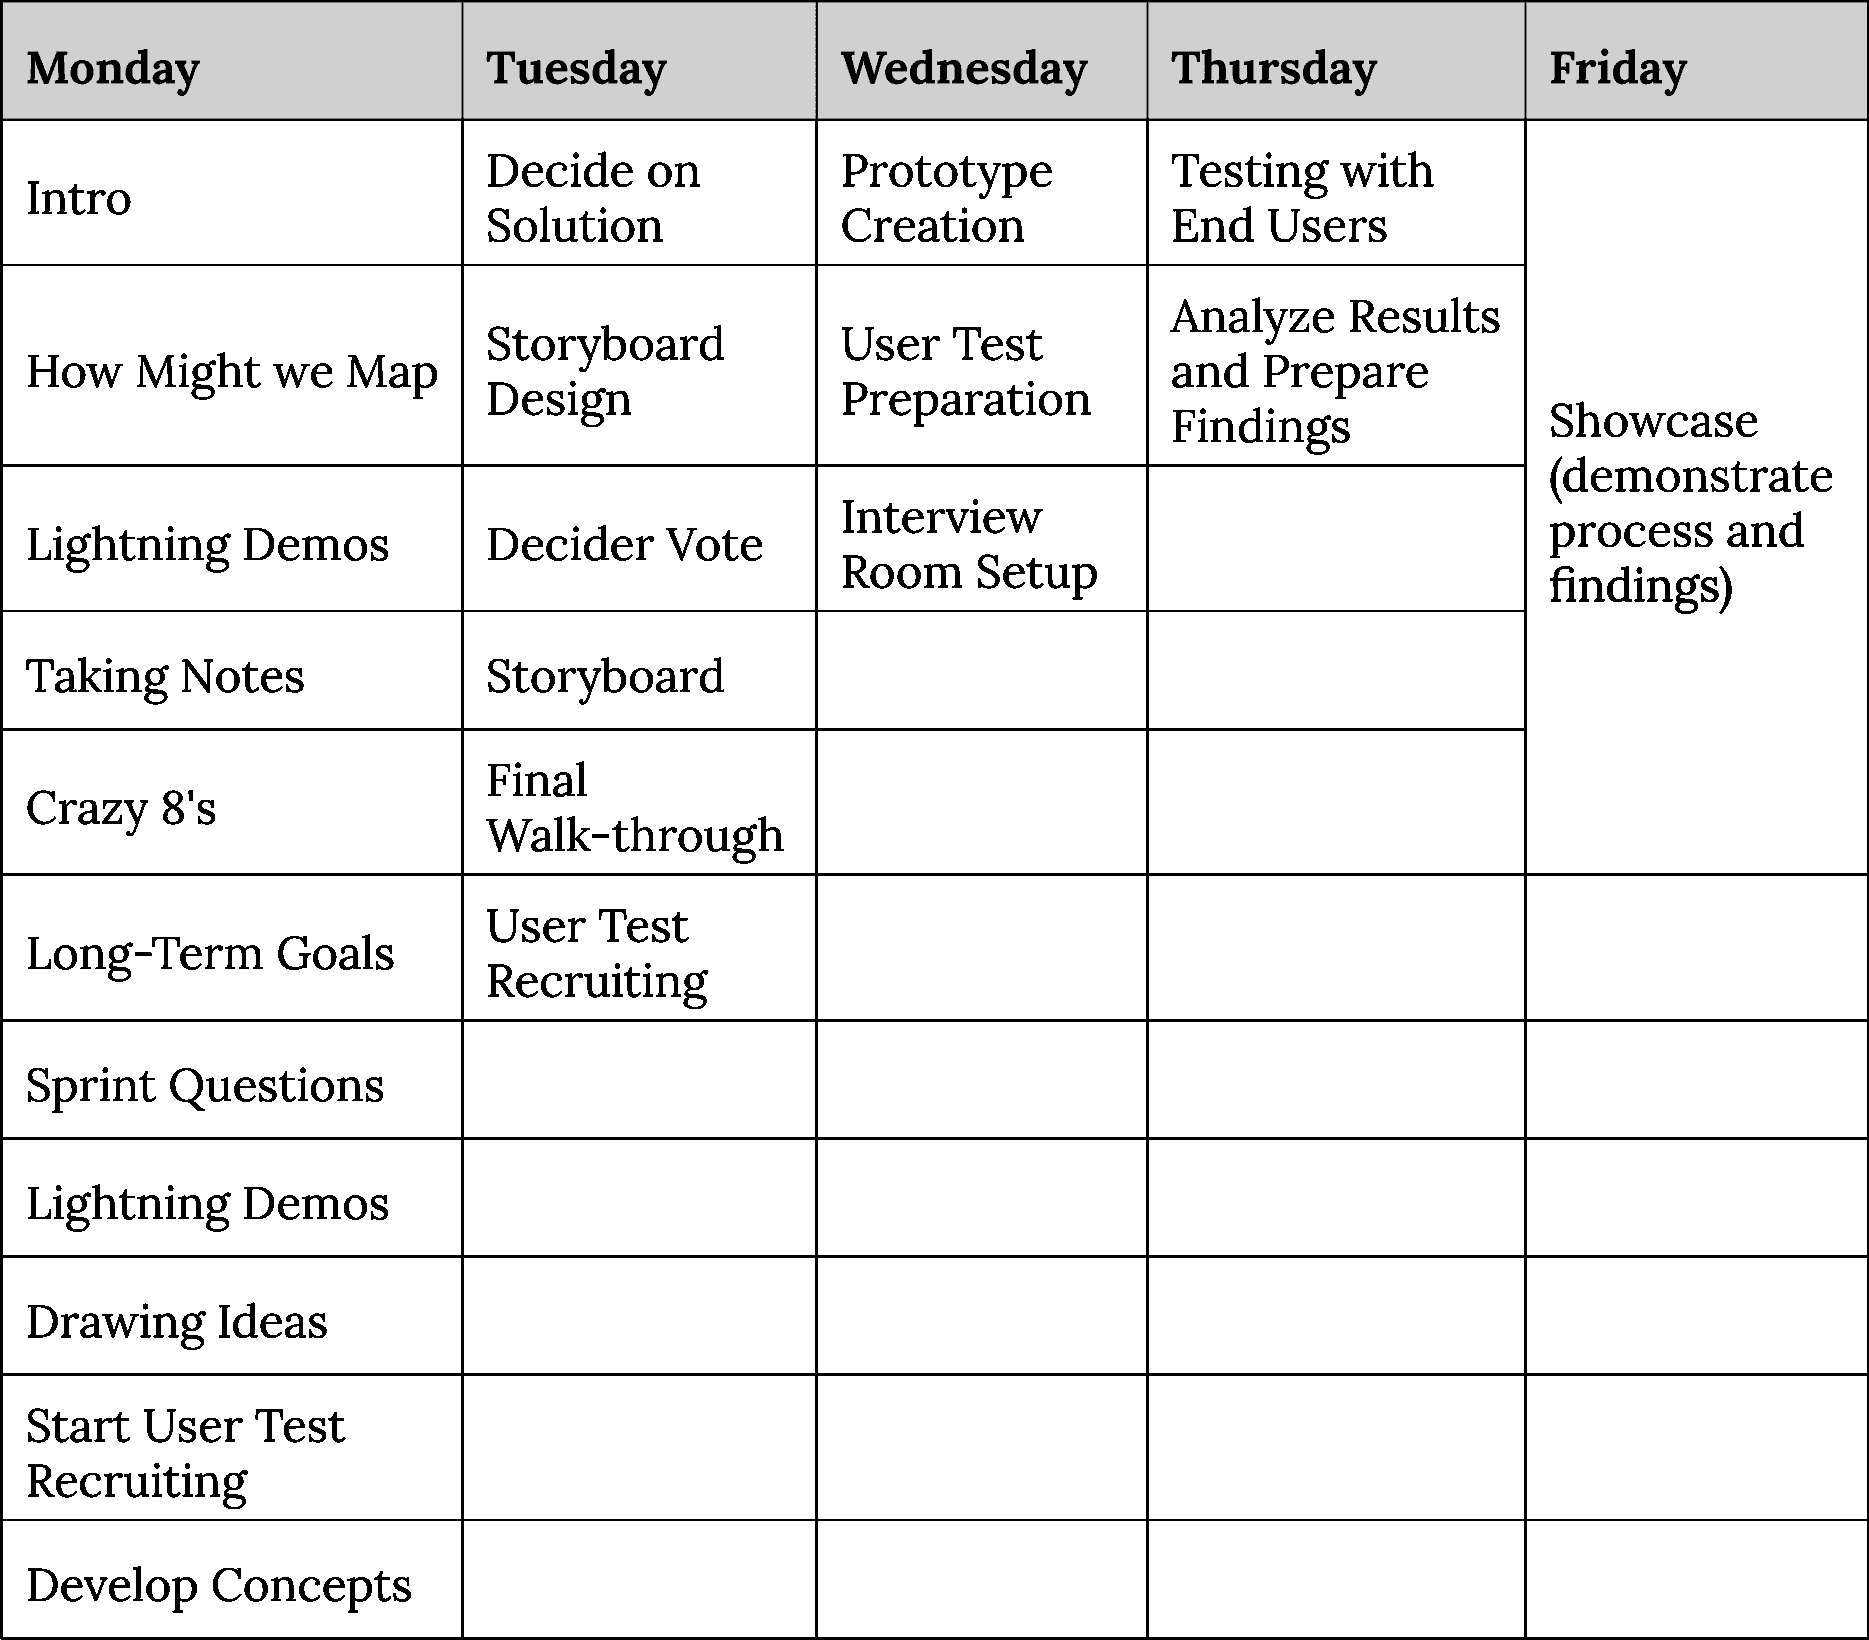 Monday Tuesday Wednesday Thursday Friday
Intro
Decide on
Solution
Prototype
Creation
Testing with
End Users
Showcase
(demonstrate
process and
findings)
How Might we Map
Storyboard
Design
User Test
Preparation
Analyze Results
and Prepare
Findings
Lightning Demos
Decider Vote
Interview
Room Setup
Taking Notes
Storyboard
Crazy 8's
Final
Walk-through
Long-Term Goals
User Test
Recruiting
Sprint Questions
Lightning Demos
Drawing Ideas
Start User Test
Recruiting
Develop Concepts